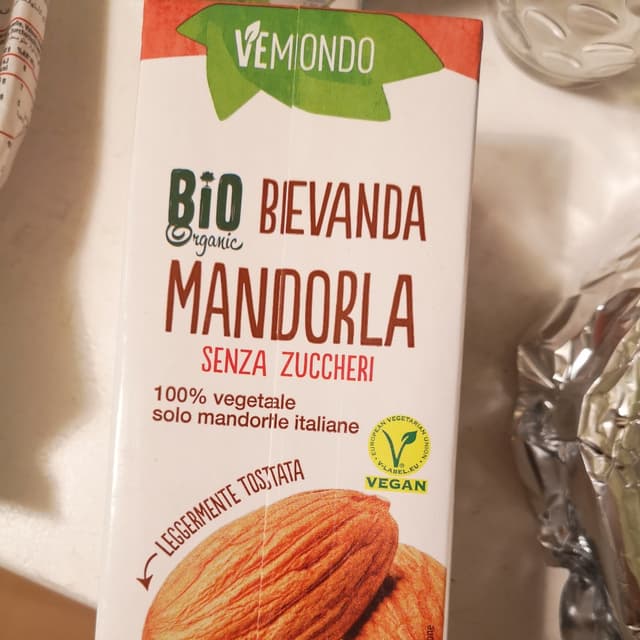 VEMONDO
BIO
Organic
BEVANDA
MANDORLA
SENZA ZUCCHERI
100% vegetale
solo mandorle italiane
EUROPEAN VEGETARIAN UNION
V-LABEL.EU
VEGAN
LEGGERMENTE TOSTATA